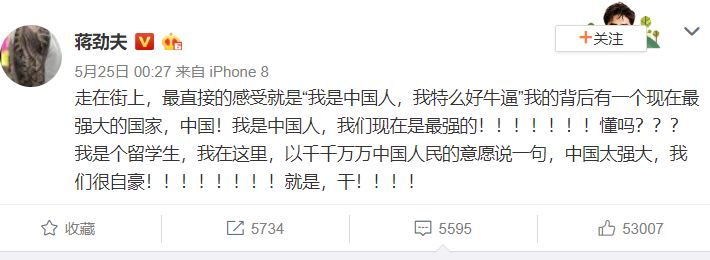 蒋劲夫
+关注
5月25日 00:27 来自 iPhone 8
走在街上，最直接的感受就是“我是中国人，我特么好牛逼”我的背后有一个现在最
强大的国家，中国！我是中国人，我们现在是最强的！！！！！！！懂吗？？？
我是个留学生，我在这里，以千千万万中国人民的意愿说一句，中国太强大，我
们很自豪！！！！！！！！就是，干！！！！
收藏
5734
5595
53007